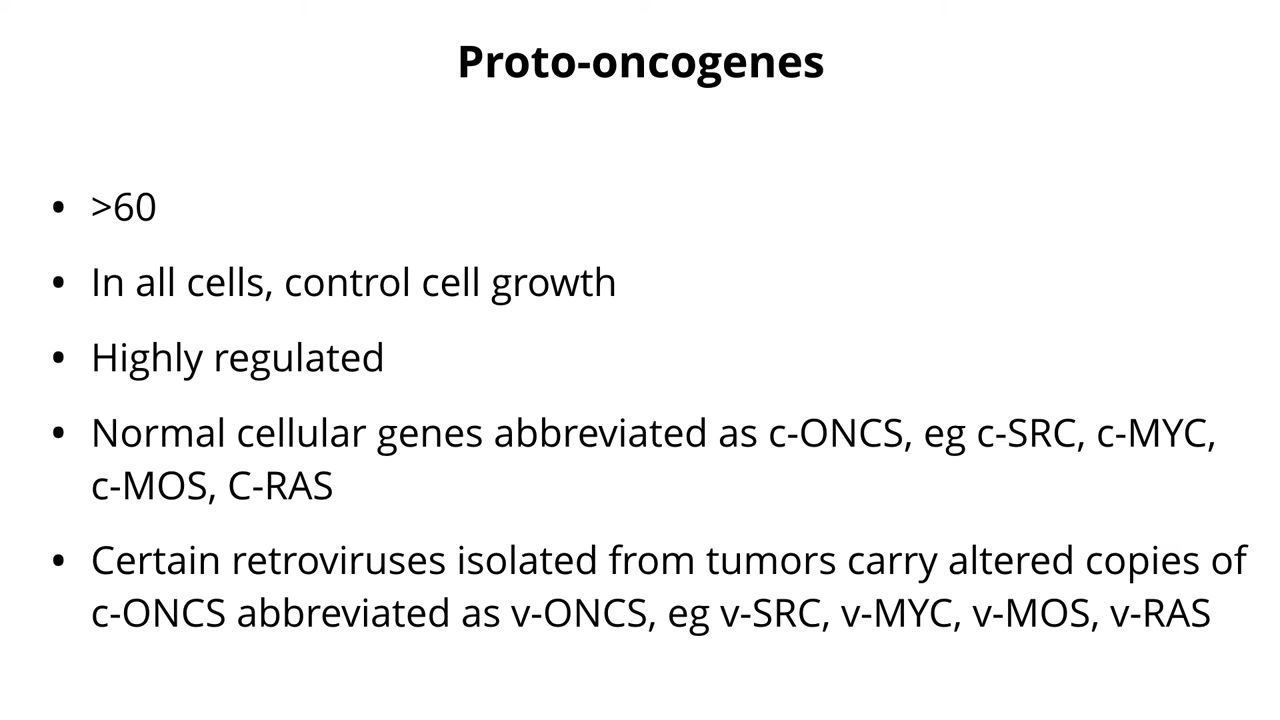 Proto-oncogenes
• >60
• In all cells, control cell growth
• Highly regulated
• Normal cellular genes abbreviated as c-ONCS, eg c-SRC, c-MYC,
c-MOS, C-RAS
• Certain retroviruses isolated from tumors carry altered copies of
c-ONCS abbreviated as v-ONCS, eg v-SRC, v-MYC, v-MOS, v-RAS